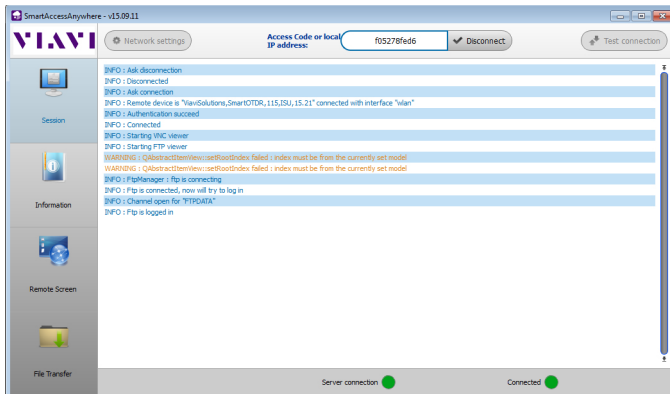 SmartAccessAnywhere - v15.09.11
VIAVI
Network settings
Access Code or local
IP address:
f05278fed6
Disconnect
Test connection
Session
Information
Remote Screen
File Transfer
INFO : Ask disconnection
INFO : Disconnected
INFO : Ask connection
INFO : Remote device is "ViaviSolutions,SmartOTDR,115,ISU,15.21" connected with interface "wlan"
INFO : Authentication succeed
INFO : Connected
INFO : Starting VNC viewer
INFO : Starting FTP viewer
WARNING : QAbstractItemView::setRootIndex failed : index must be from the currently set model
WARNING : QAbstractItemView::setRootIndex failed : index must be from the currently set model
INFO : FtpManager : ftp is connecting
INFO : Ftp is connected, now will try to log in
INFO : Channel open for "FTPDATA"
INFO : Ftp is logged in
Server connection
Connected